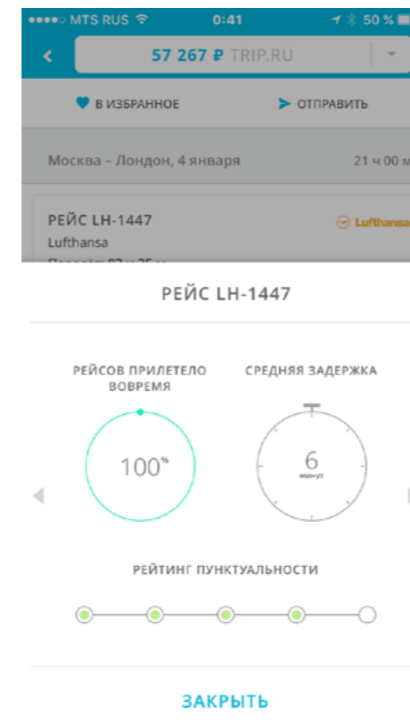 MTS RUS 0:41 50 %
57 267 ₽ TRIP.RU
В ИЗБРАННОЕ ОТПРАВИТЬ
Москва – Лондон, 4 января 21 ч 00 м
РЕЙС LH-1447 Lufthansa
Lufthansa
РЕЙС LH-1447
РЕЙСОВ ПРИЛЕТЕЛО ВОВРЕМЯ
СРЕДНЯЯ ЗАДЕРЖКА
100%
6
минут
РЕЙТИНГ ПУНКТУАЛЬНОСТИ
ЗАКРЫТЬ